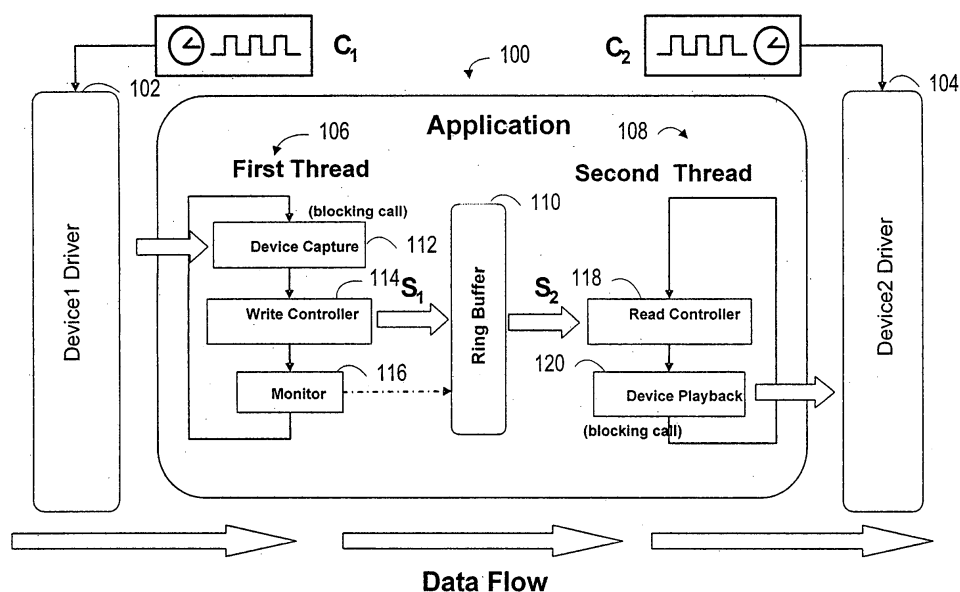 C1
C2
100
102
104
Application
106
108
First Thread
Second Thread
(blocking call)
110
Device Capture
112
118
114
S1
S2
Write Controller
Read Controller
Device1 Driver
Ring Buffer
Device2 Driver
116
120
Monitor
Device Playback
(blocking call)
Data Flow